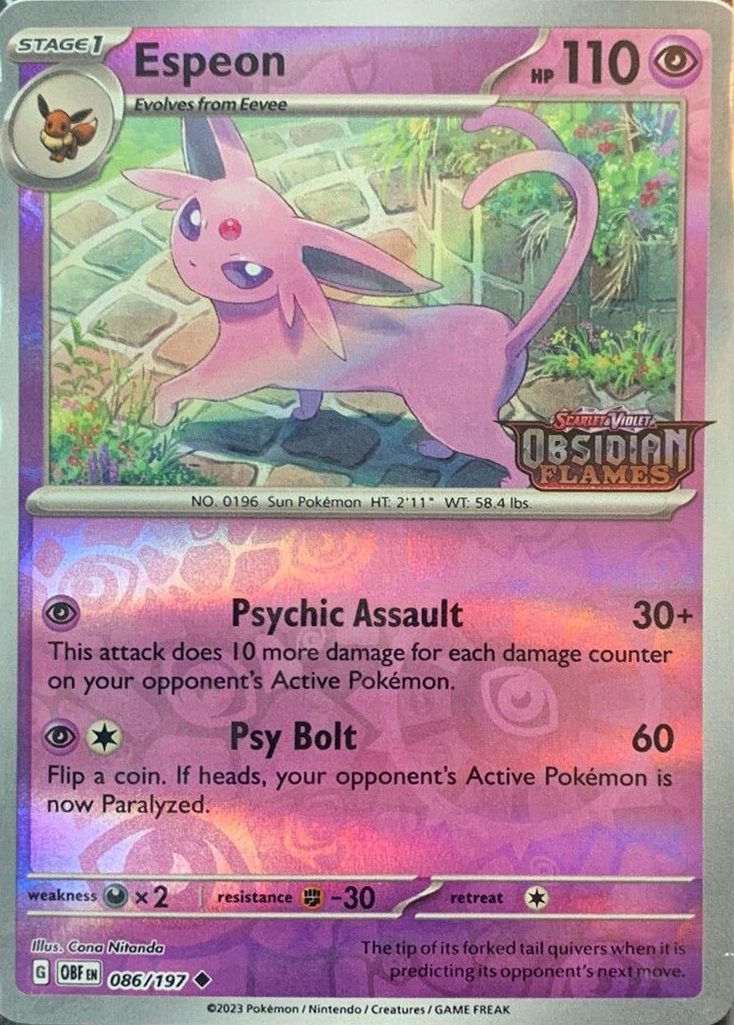 STAGE 1
Espeon
HP 110
Evolves from Eevee
SCARLET & VIOLET
OBSIDIAN
FLAMES
NO. 0196 Sun Pokémon HT: 2'11" WT: 58.4 lbs.
Psychic Assault 30+
This attack does 10 more damage for each damage counter
on your opponent's Active Pokémon.
Psy Bolt 60
Flip a coin. If heads, your opponent's Active Pokémon is
now Paralyzed.
weakness ×2 resistance -30 retreat
Illus. Cona Nitanda
The tip of its forked tail quivers when it is
predicting its opponent's next move.
G OBF EN 086/197
©2023 Pokémon / Nintendo / Creatures / GAME FREAK